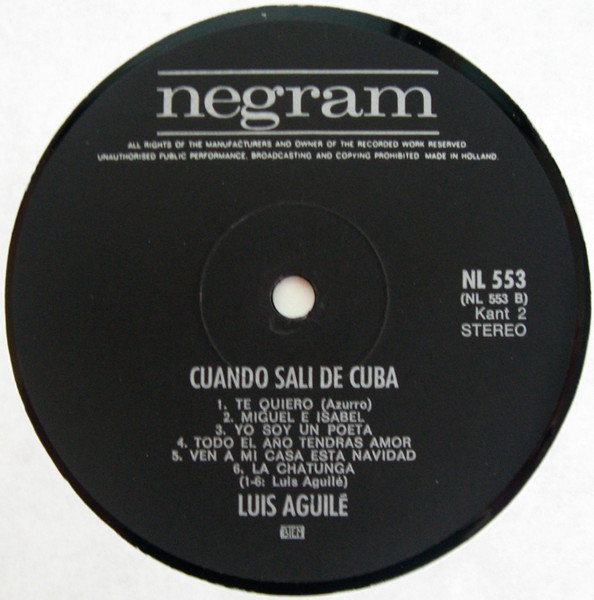 negram
ALL RIGHTS OF THE MANUFACTURERS AND OWNER OF THE RECORDED WORK RESERVED
UNAUTHORISED PUBLIC PERFORMANCE, BROADCASTING AND COPYING PROHIBITED MADE IN HOLLAND.
NL 553
(NL 553 B)
Kant 2
STEREO
CUANDO SALI DE CUBA
1. TE QUIERO (Azurro)
2. MIGUEL E ISABEL
3. YO SOY UN POETA
4. TODO EL AÑO TENDRAS AMOR
5. VEN A MI CASA ESTA NAVIDAD
6. LA CHATUNGA
(1-6: Luis Aguilé)
LUIS AGUILÉ